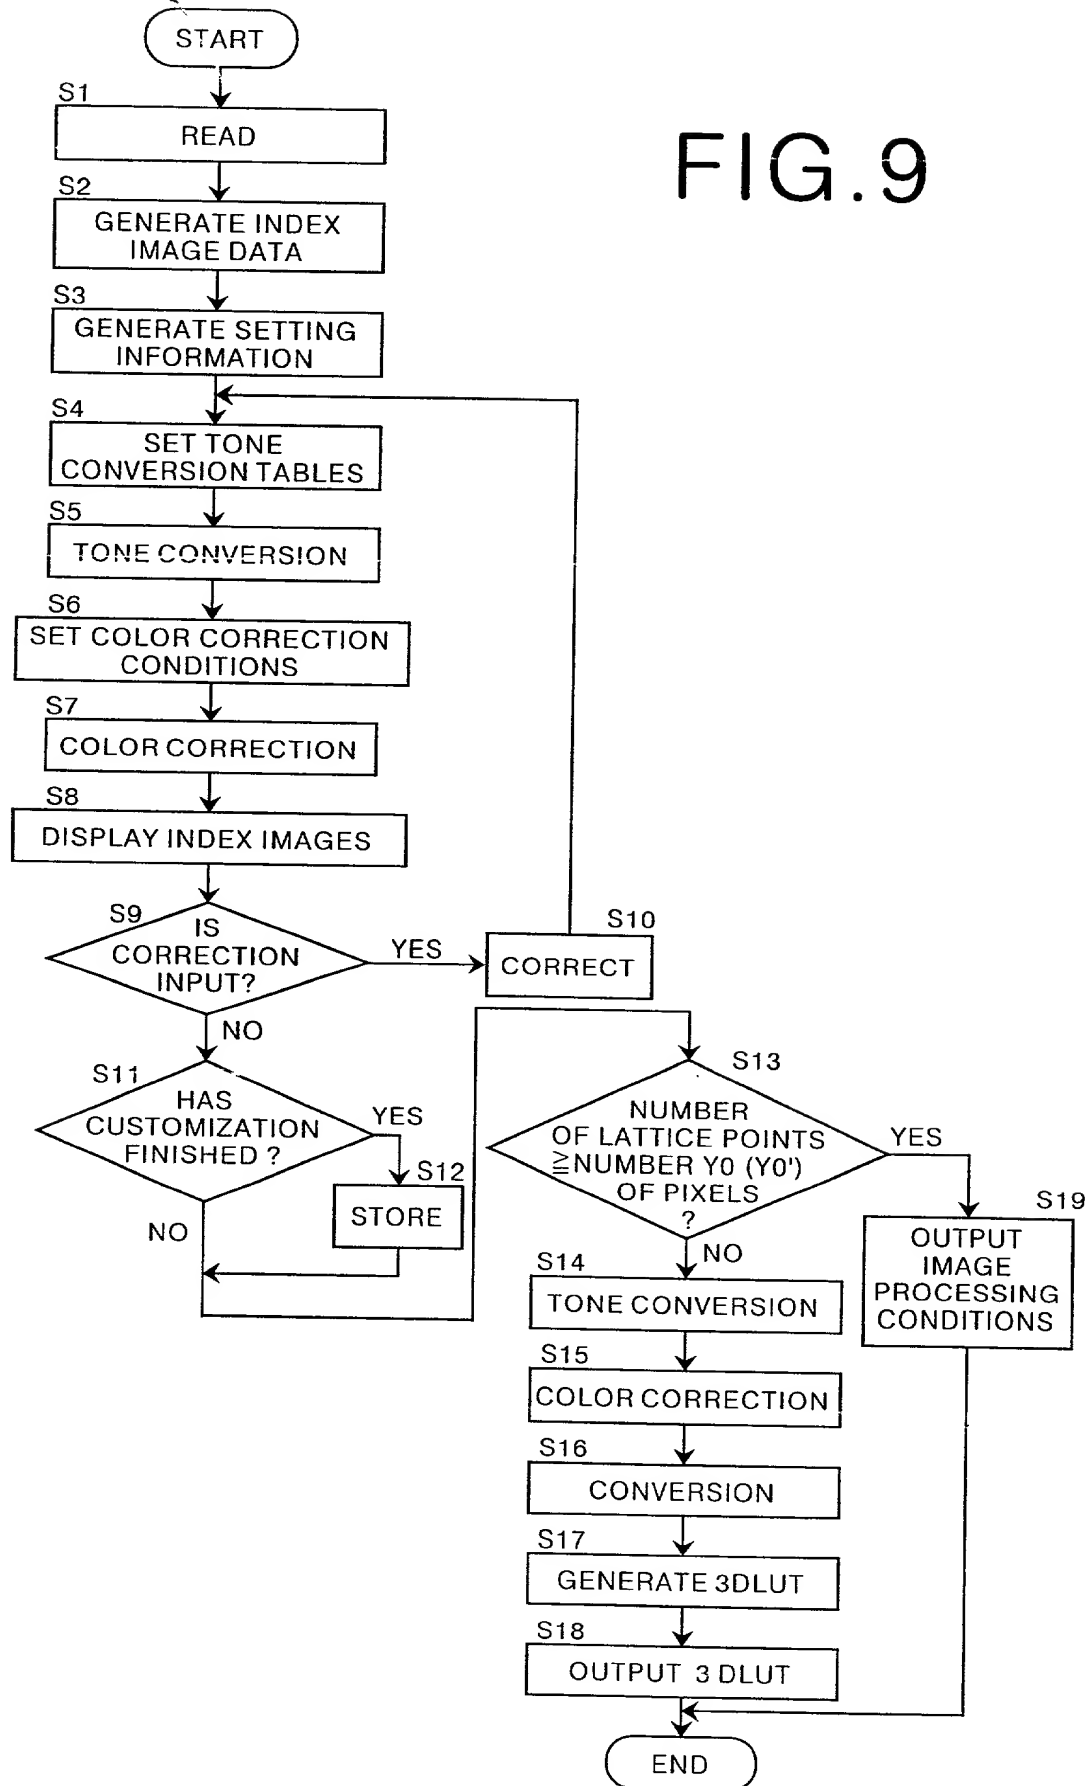 START
FIG.9
S1
READ
S2
GENERATE INDEX
IMAGE DATA
S3
GENERATE SETTING
INFORMATION
S4
SET TONE
CONVERSION TABLES
S5
TONE CONVERSION
S6
SET COLOR CORRECTION
CONDITIONS
S7
COLOR CORRECTION
S8
DISPLAY INDEX IMAGES
S9
IS
CORRECTION
INPUT?
YES
S10
CORRECT
NO
S11
HAS
CUSTOMIZATION
FINISHED ?
YES
S12
STORE
NO
S13
NUMBER
OF LATTICE POINTS
≧NUMBER Y0 (Y0')
OF PIXELS
?
YES
S19
OUTPUT
IMAGE
PROCESSING
CONDITIONS
NO
S14
TONE CONVERSION
S15
COLOR CORRECTION
S16
CONVERSION
S17
GENERATE 3DLUT
S18
OUTPUT 3 DLUT
END